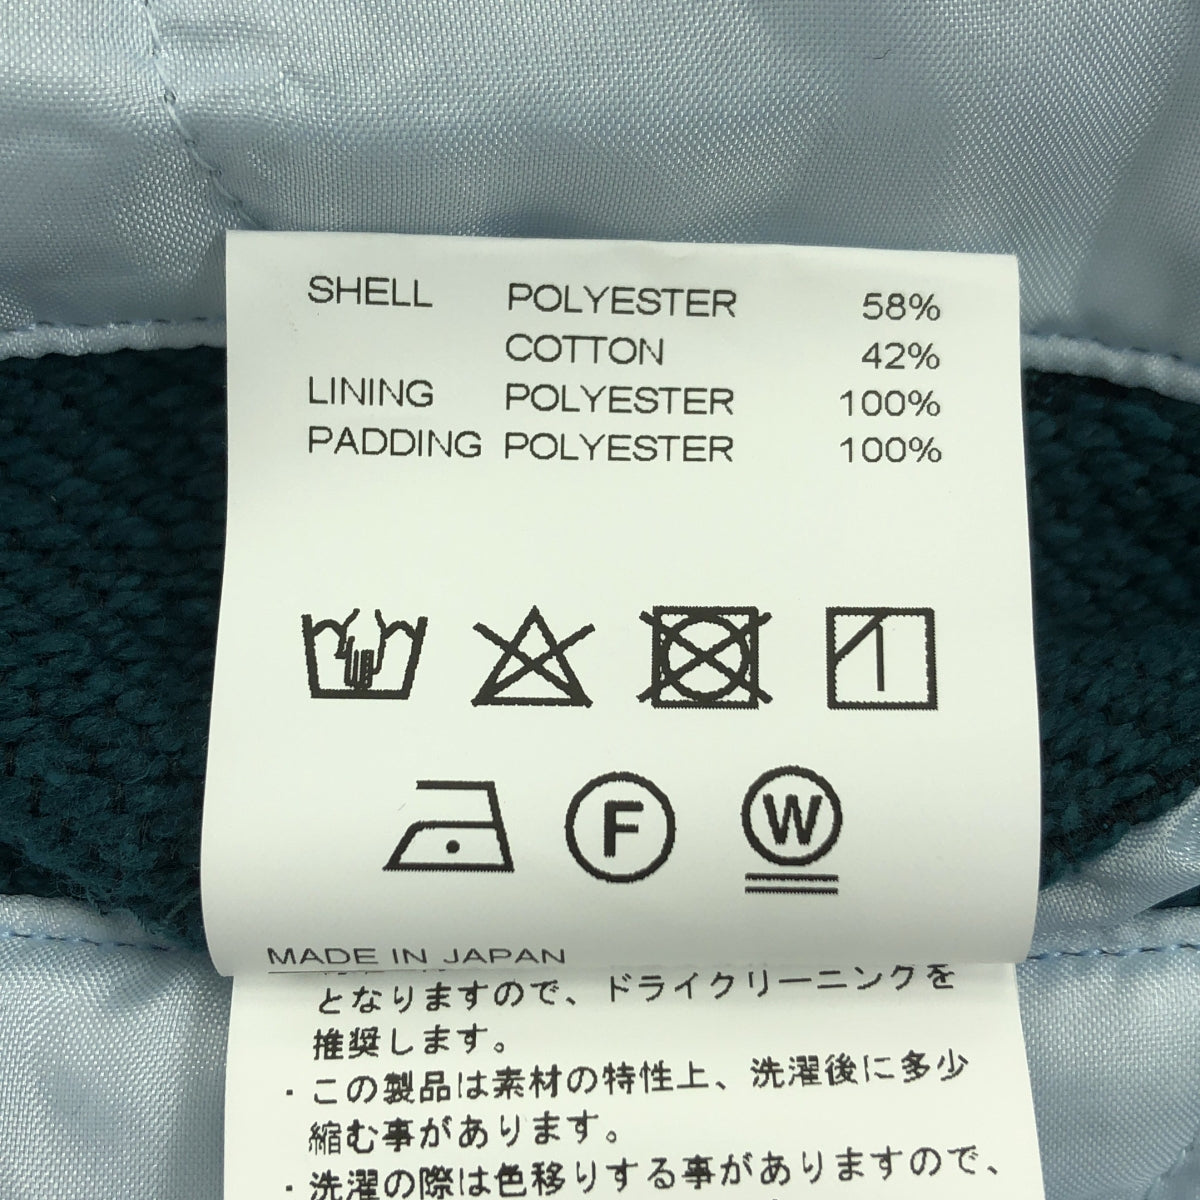 SHELL POLYESTER 58%
COTTON 42%
LINING POLYESTER 100%
PADDING POLYESTER 100%
F W
MADE IN JAPAN
となりますので、ドライクリーニングを
推奨します。
・この製品は素材の特性上、洗濯後に多少
縮む事があります。
・洗濯の際は色移りする事がありますので、